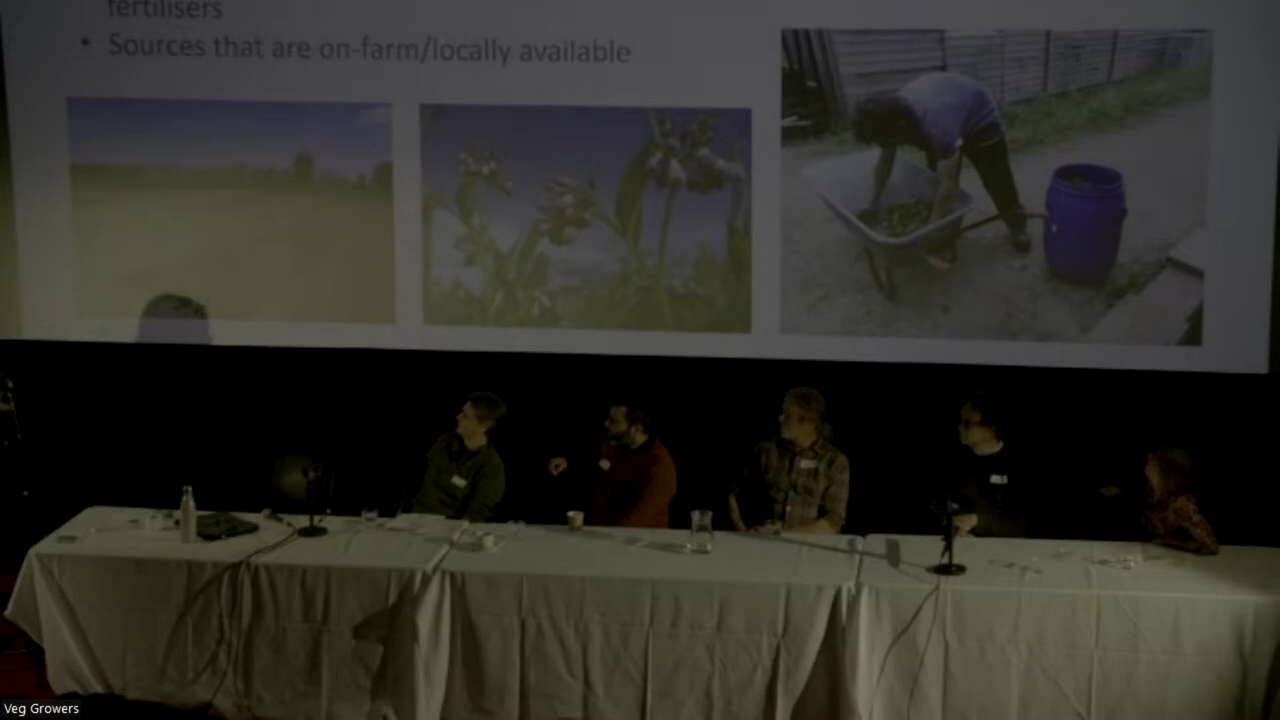 fertilisers
• Sources that are on-farm/locally available
Veg Growers